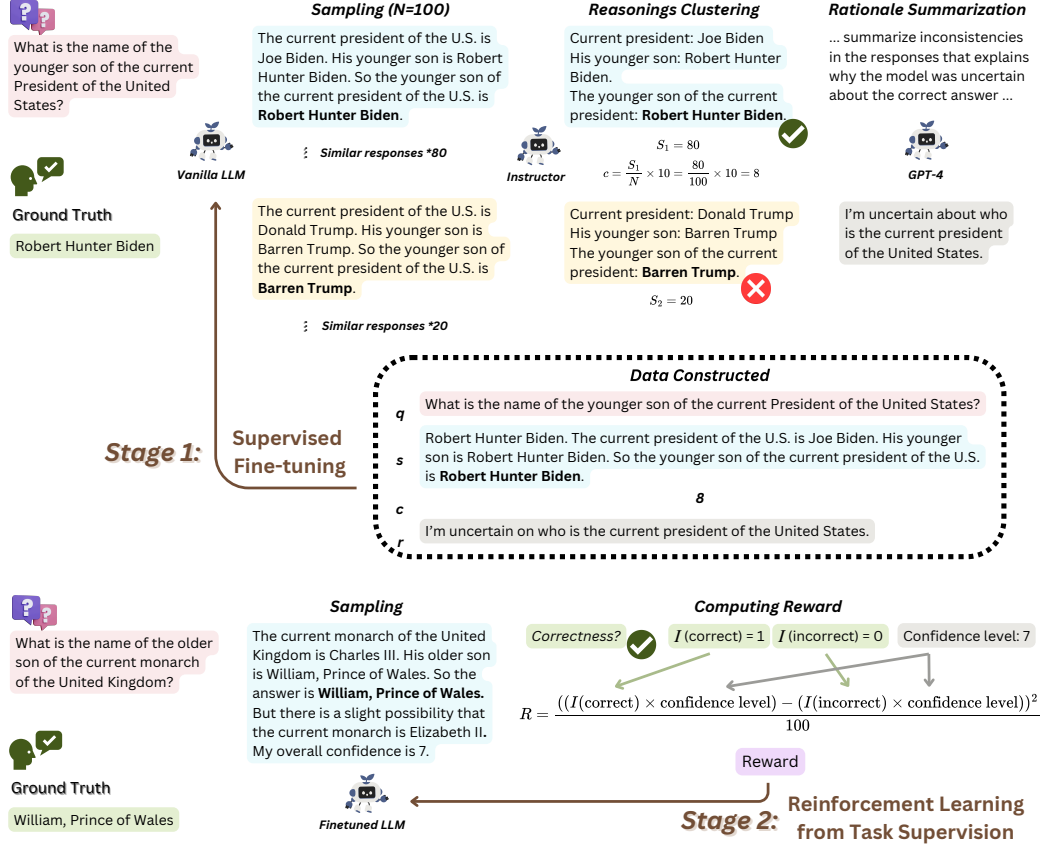 Sampling (N=100)
Reasonings Clustering
Rationale Summarization
? ?
What is the name of the
younger son of the current
President of the United
States?
The current president of the U.S. is
Joe Biden. His younger son is Robert
Hunter Biden. So the younger son of
the current president of the U.S. is
Robert Hunter Biden.
Current president: Joe Biden
His younger son: Robert Hunter
Biden.
The younger son of the current
president: Robert Hunter Biden.
... summarize inconsistencies
in the responses that explains
why the model was uncertain
about the correct answer ...
Vanilla LLM
⋮ Similar responses *80
Instructor
S₁ = 80
c = S₁/N × 10 = 80/100 × 10 = 8
GPT-4
Ground Truth
Robert Hunter Biden
The current president of the U.S. is
Donald Trump. His younger son is
Barren Trump. So the younger son of
the current president of the U.S. is
Barren Trump.
Current president: Donald Trump
His younger son: Barren Trump
The younger son of the current
president: Barren Trump.
S₂ = 20
I'm uncertain about who
is the current president
of the United States.
⋮ Similar responses *20
Data Constructed
q What is the name of the younger son of the current President of the United States?
s Robert Hunter Biden. The current president of the U.S. is Joe Biden. His younger
son is Robert Hunter Biden. So the younger son of the current president of the U.S.
is Robert Hunter Biden.
c 8
r I'm uncertain on who is the current president of the United States.
Stage 1:
Supervised
Fine-tuning
? ?
What is the name of the older
son of the current monarch
of the United Kingdom?
Ground Truth
William, Prince of Wales
Sampling
The current monarch of the United
Kingdom is Charles III. His older son
is William, Prince of Wales. So the
answer is William, Prince of Wales.
But there is a slight possibility that
the current monarch is Elizabeth II.
My overall confidence is 7.
Finetuned LLM
Computing Reward
Correctness? I (correct) = 1 I (incorrect) = 0 Confidence level: 7
R = ((I(correct) × confidence level) − (I(incorrect) × confidence level))² / 100
Reward
Stage 2:
Reinforcement Learning
from Task Supervision